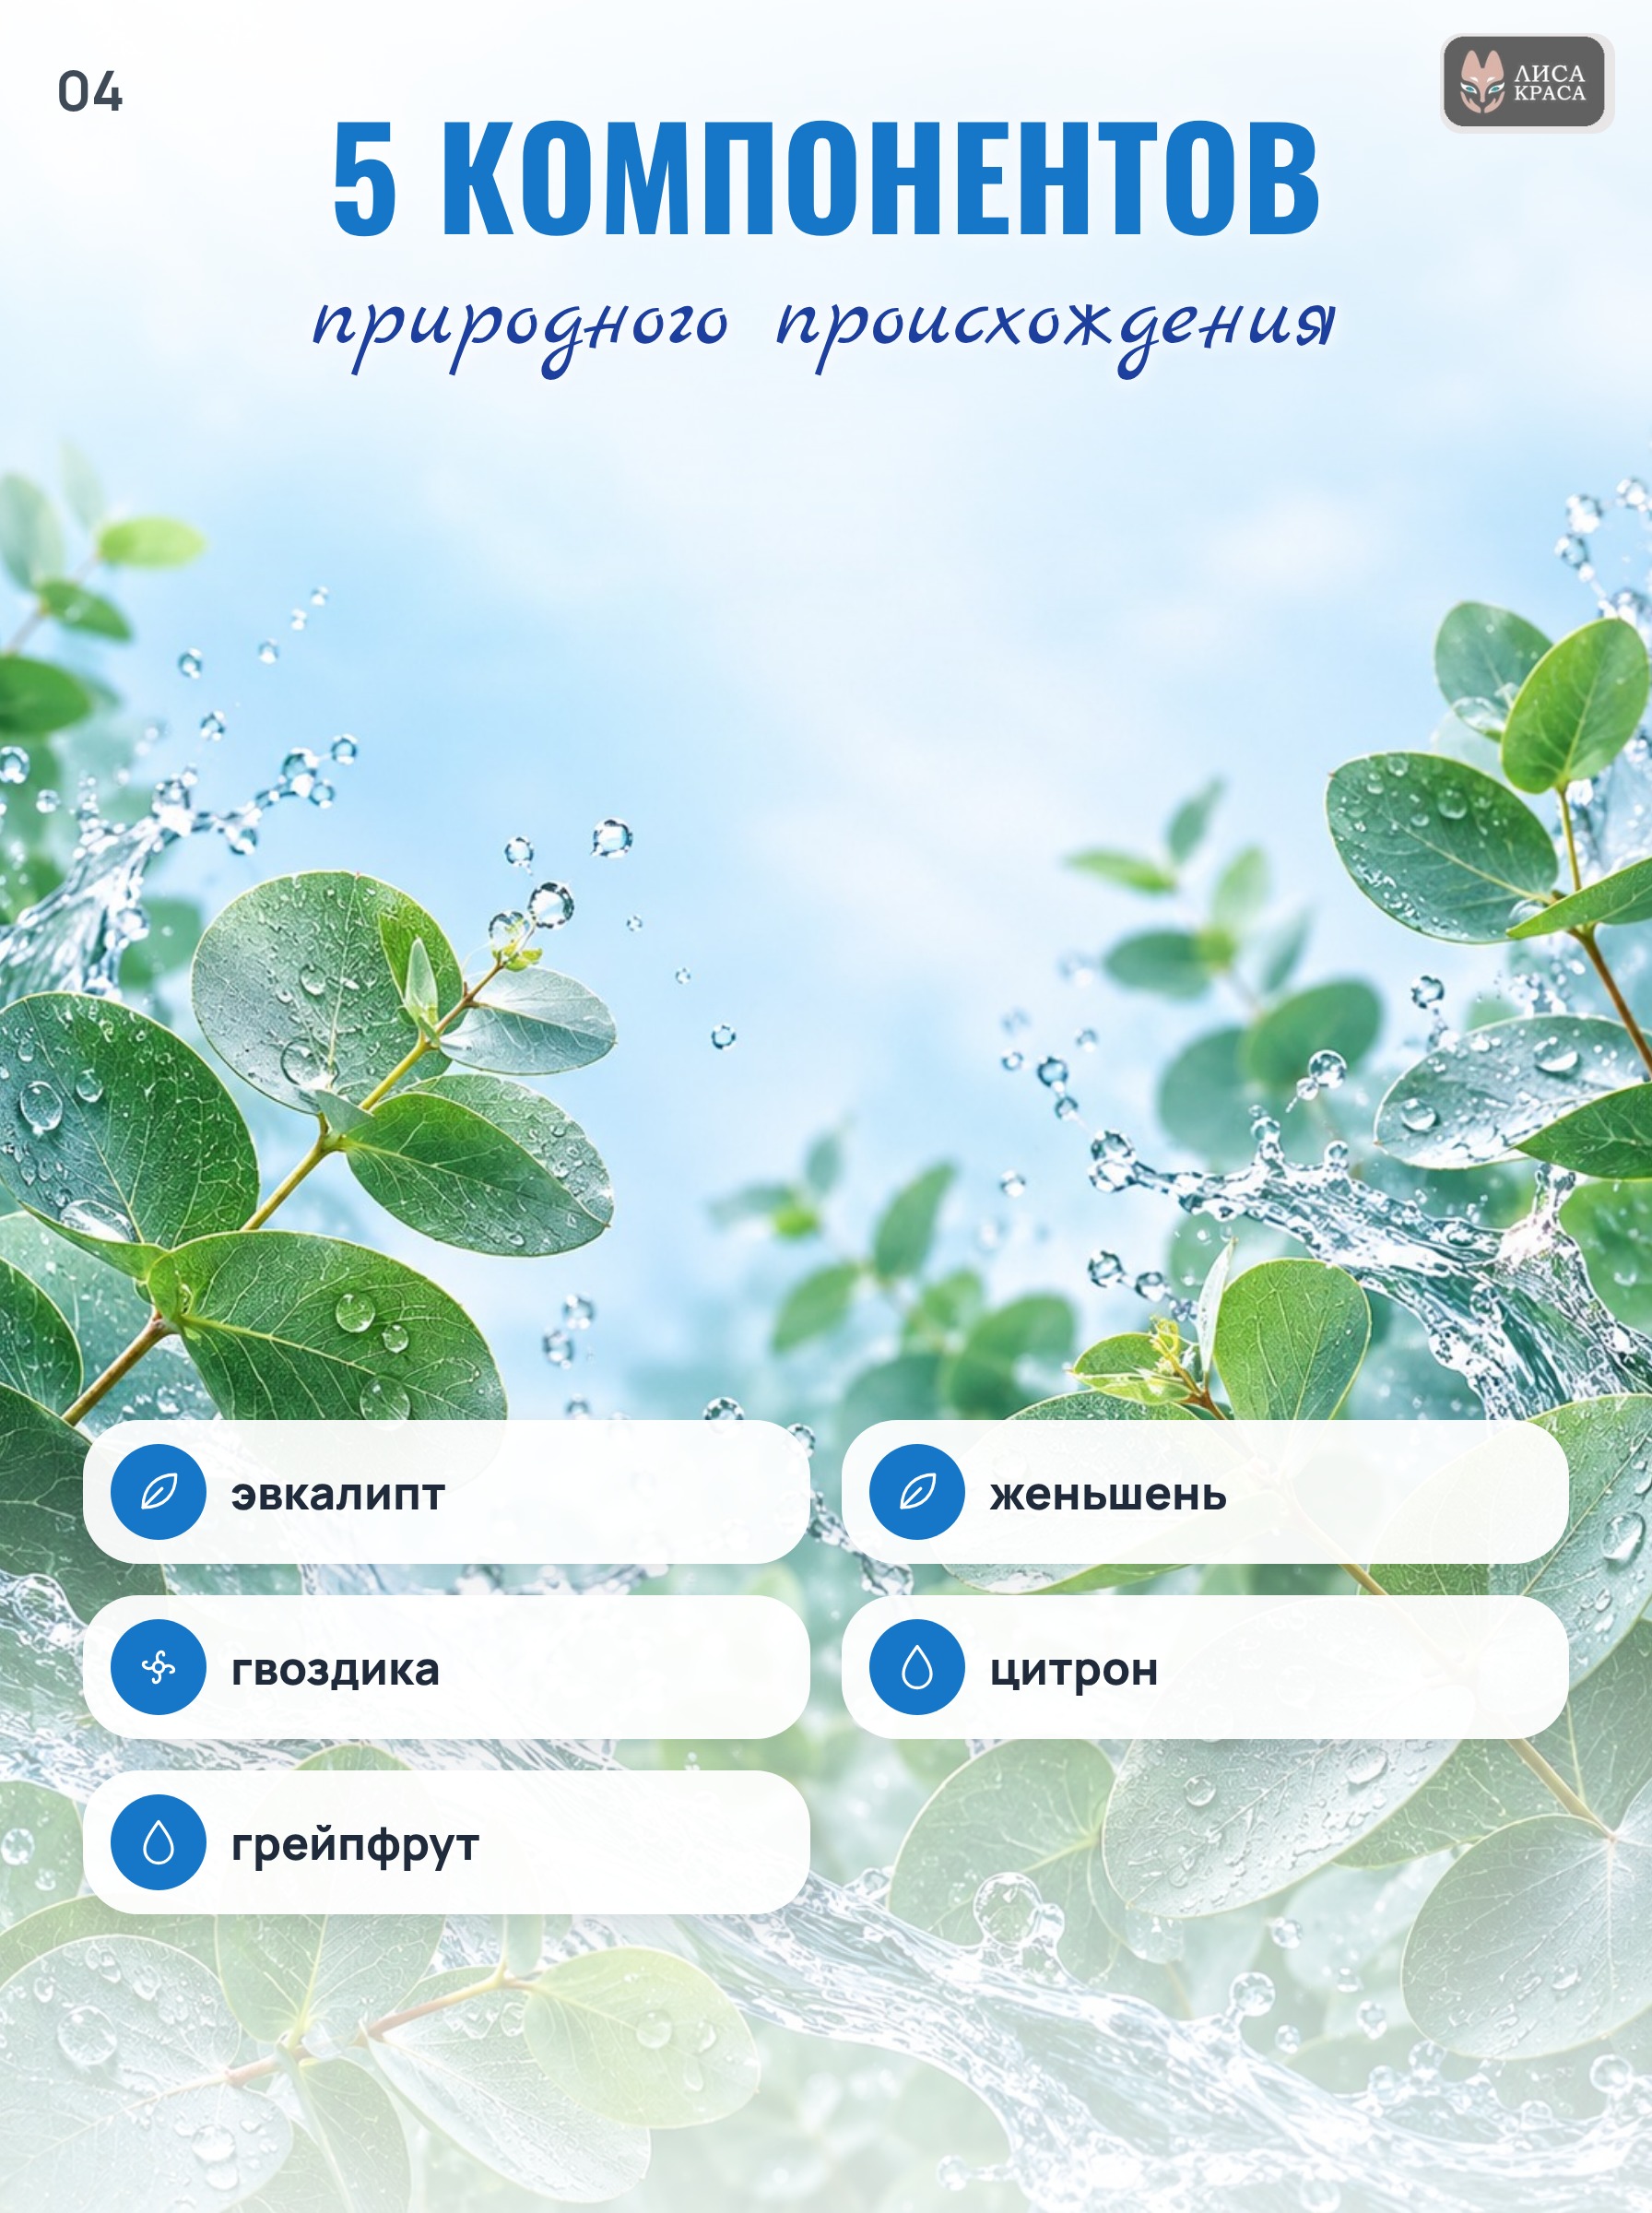 04
ЛИСА
КРАСА
5 КОМПОНЕНТОВ
природного происхождения
эвкалипт
женьшень
гвоздика
цитрон
грейпфрут